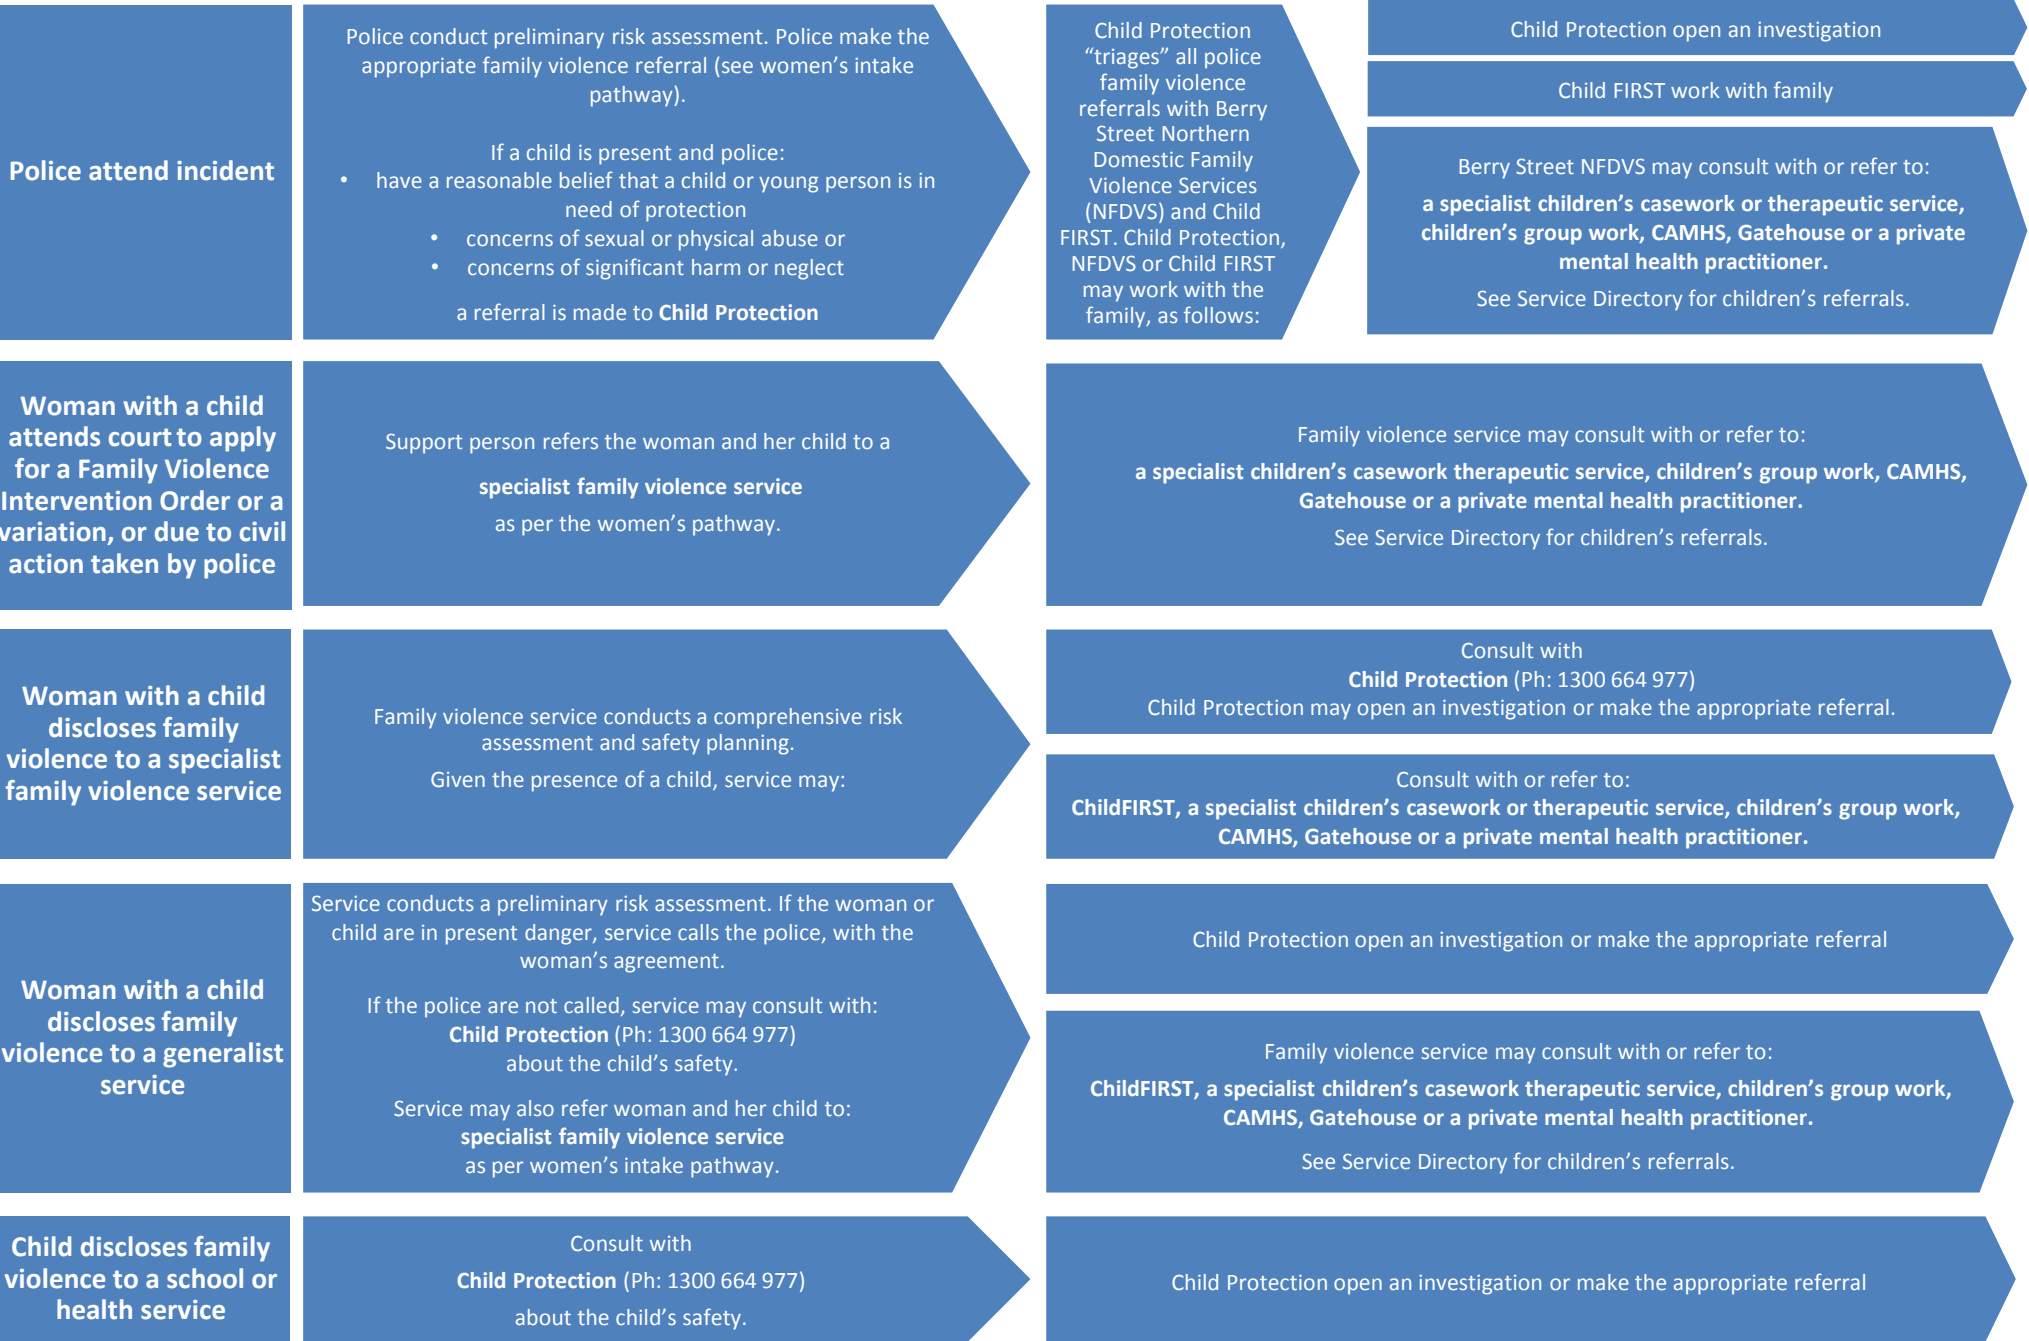 Police attend incident
Police conduct preliminary risk assessment. Police make the
appropriate family violence referral (see women’s intake
pathway).
If a child is present and police:
• have a reasonable belief that a child or young person is in
need of protection
• concerns of sexual or physical abuse or
• concerns of significant harm or neglect
a referral is made to Child Protection
Child Protection
“triages” all police
family violence
referrals with Berry
Street Northern
Domestic Family
Violence Services
(NFDVS) and Child
FIRST. Child Protection,
NFDVS or Child FIRST
may work with the
family, as follows:
Child Protection open an investigation
Child FIRST work with family
Berry Street NFDVS may consult with or refer to:
a specialist children’s casework or therapeutic service,
children’s group work, CAMHS, Gatehouse or a private
mental health practitioner.
See Service Directory for children’s referrals.
Woman with a child
attends court to apply
for a Family Violence
Intervention Order or a
variation, or due to civil
action taken by police
Support person refers the woman and her child to a
specialist family violence service
as per the women’s pathway.
Family violence service may consult with or refer to:
a specialist children’s casework therapeutic service, children’s group work, CAMHS,
Gatehouse or a private mental health practitioner.
See Service Directory for children’s referrals.
Woman with a child
discloses family
violence to a specialist
family violence service
Family violence service conducts a comprehensive risk
assessment and safety planning.
Given the presence of a child, service may:
Consult with
Child Protection (Ph: 1300 664 977)
Child Protection may open an investigation or make the appropriate referral.
Consult with or refer to:
ChildFIRST, a specialist children’s casework or therapeutic service, children’s group work,
CAMHS, Gatehouse or a private mental health practitioner.
Woman with a child
discloses family
violence to a generalist
service
Service conducts a preliminary risk assessment. If the woman or
child are in present danger, service calls the police, with the
woman’s agreement.
If the police are not called, service may consult with:
Child Protection (Ph: 1300 664 977)
about the child’s safety.
Service may also refer woman and her child to:
specialist family violence service
as per women’s intake pathway.
Child Protection open an investigation or make the appropriate referral
Family violence service may consult with or refer to:
ChildFIRST, a specialist children’s casework therapeutic service, children’s group work,
CAMHS, Gatehouse or a private mental health practitioner.
See Service Directory for children’s referrals.
Child discloses family
violence to a school or
health service
Consult with
Child Protection (Ph: 1300 664 977)
about the child’s safety.
Child Protection open an investigation or make the appropriate referral